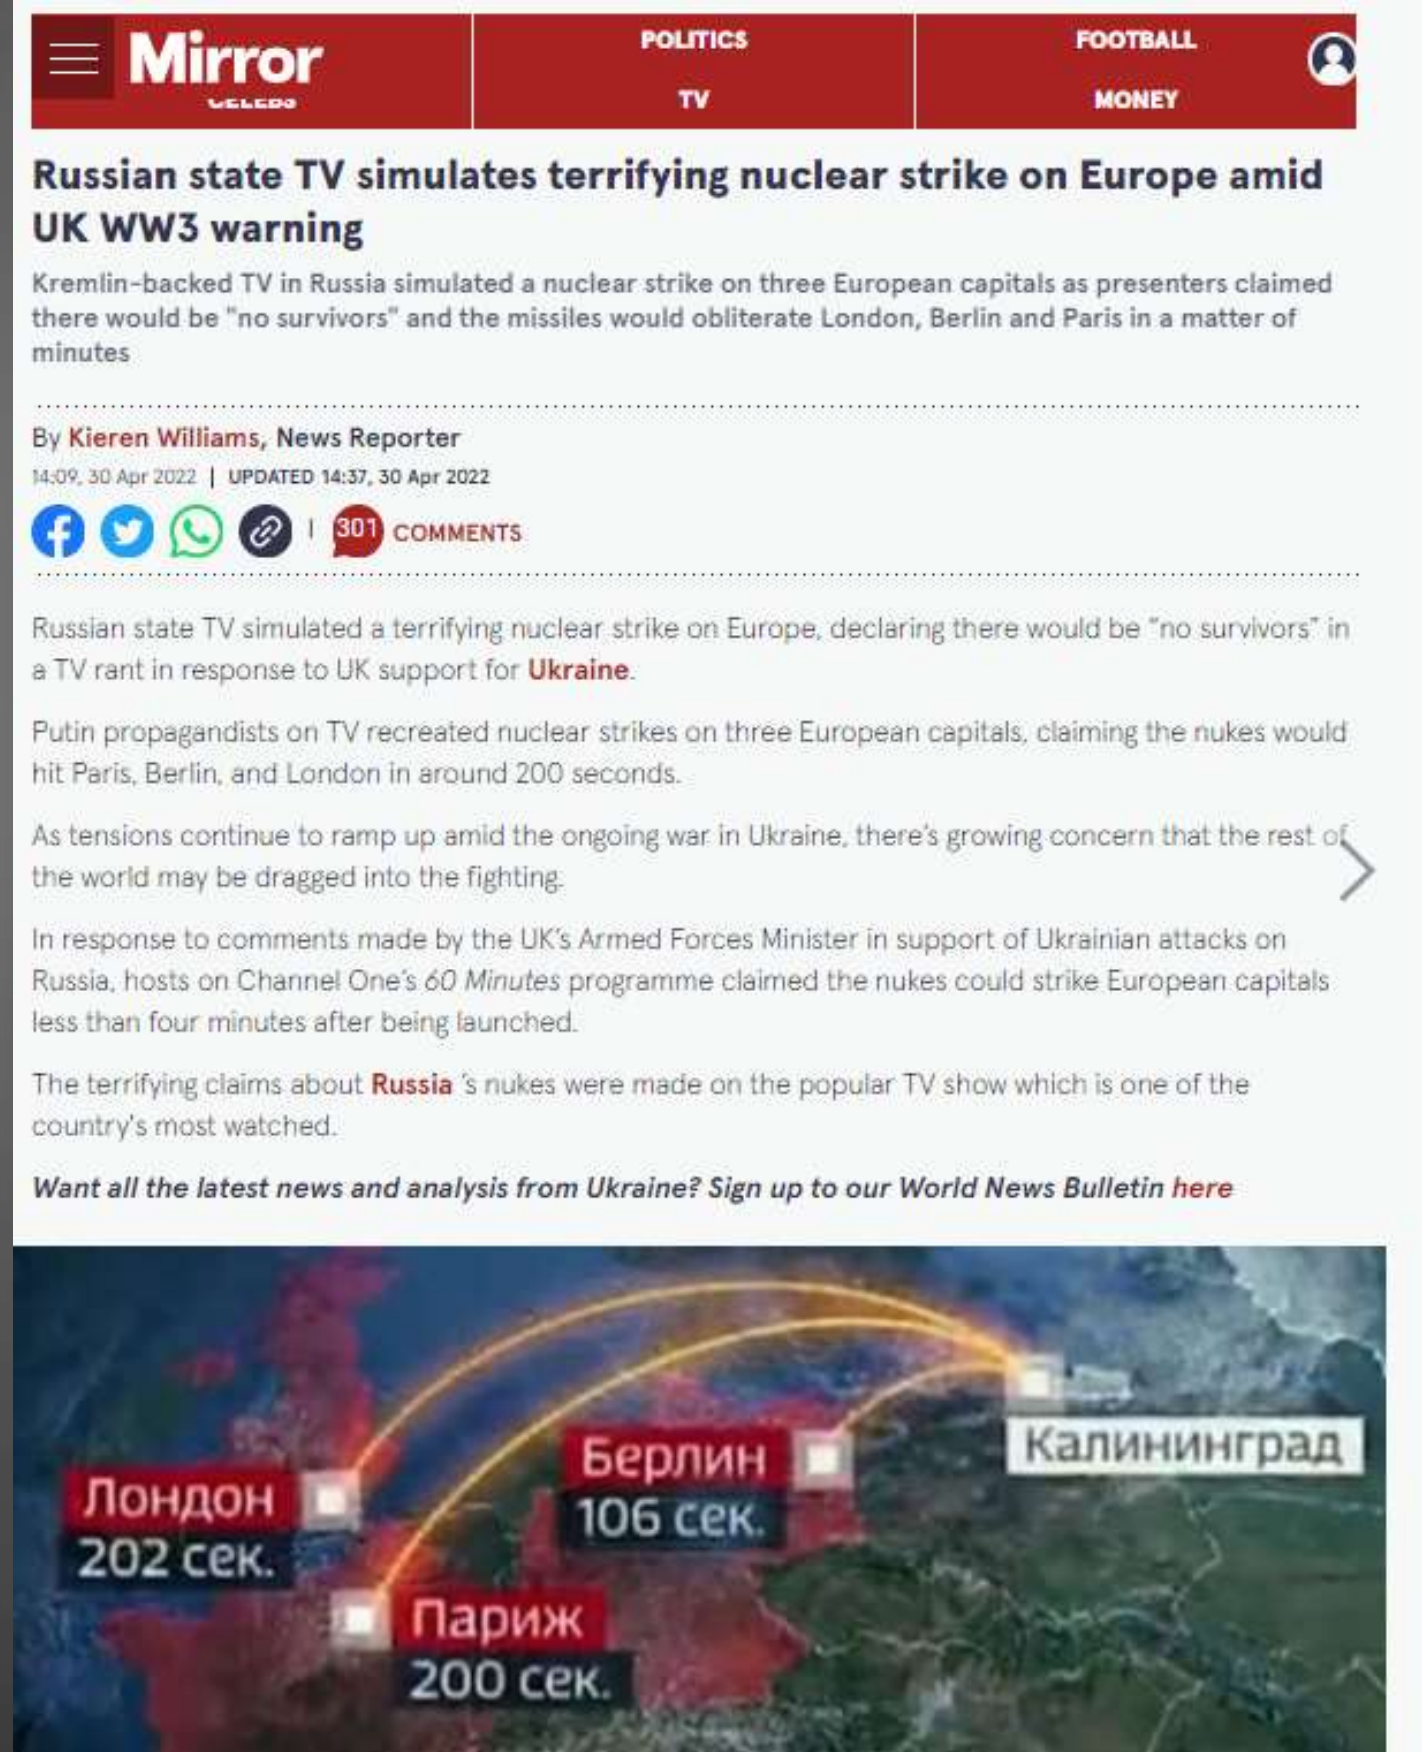 Mirror
CELEBS
POLITICS
TV
FOOTBALL
MONEY
Russian state TV simulates terrifying nuclear strike on Europe amid
UK WW3 warning
Kremlin-backed TV in Russia simulated a nuclear strike on three European capitals as presenters claimed
there would be "no survivors" and the missiles would obliterate London, Berlin and Paris in a matter of
minutes
By Kieren Williams, News Reporter
14:09, 30 Apr 2022 | UPDATED 14:37, 30 Apr 2022
301 COMMENTS
Russian state TV simulated a terrifying nuclear strike on Europe, declaring there would be "no survivors" in
a TV rant in response to UK support for Ukraine.
Putin propagandists on TV recreated nuclear strikes on three European capitals, claiming the nukes would
hit Paris, Berlin, and London in around 200 seconds.
As tensions continue to ramp up amid the ongoing war in Ukraine, there's growing concern that the rest of
the world may be dragged into the fighting.
In response to comments made by the UK's Armed Forces Minister in support of Ukrainian attacks on
Russia, hosts on Channel One's 60 Minutes programme claimed the nukes could strike European capitals
less than four minutes after being launched.
The terrifying claims about Russia 's nukes were made on the popular TV show which is one of the
country's most watched.
Want all the latest news and analysis from Ukraine? Sign up to our World News Bulletin here
Калининград
Берлин
106 сек.
Лондон
202 сек.
Париж
200 сек.